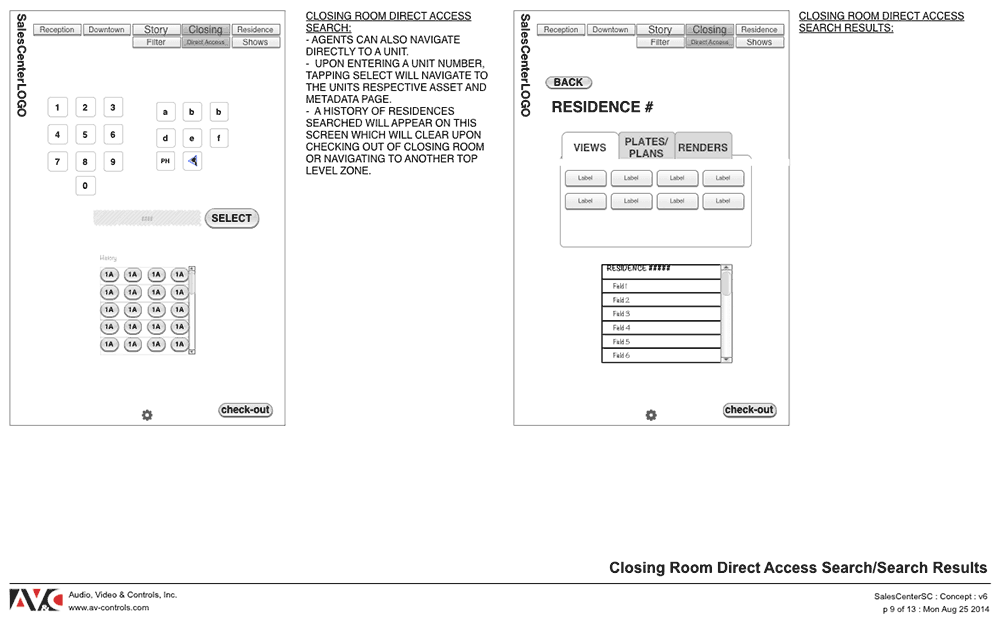 SalesCenterLOGO
Reception Downtown Story Closing Residence
Filter Direct Access Shows
1 2 3
4 5 6
7 8 9
0
a b b
d e f
PH
#### SELECT
History
1A 1A 1A 1A
1A 1A 1A 1A
1A 1A 1A 1A
1A 1A 1A 1A
1A 1A 1A 1A
check-out
CLOSING ROOM DIRECT ACCESS
SEARCH:
- AGENTS CAN ALSO NAVIGATE
DIRECTLY TO A UNIT.
- UPON ENTERING A UNIT NUMBER,
TAPPING SELECT WILL NAVIGATE TO
THE UNITS RESPECTIVE ASSET AND
METADATA PAGE.
- A HISTORY OF RESIDENCES
SEARCHED WILL APPEAR ON THIS
SCREEN WHICH WILL CLEAR UPON
CHECKING OUT OF CLOSING ROOM
OR NAVIGATING TO ANOTHER TOP
LEVEL ZONE.
SalesCenterLOGO
Reception Downtown Story Closing Residence
Filter Direct Access Shows
BACK
RESIDENCE #
VIEWS PLATES/ RENDERS
PLANS
Label Label Label Label
Label Label Label Label
RESIDENCE #####
Field 1
Field 2
Field 3
Field 4
Field 5
Field 6
check-out
CLOSING ROOM DIRECT ACCESS
SEARCH RESULTS:
Closing Room Direct Access Search/Search Results
AV&C Audio, Video & Controls, Inc.
www.av-controls.com
SalesCenterSC : Concept : v6
p 9 of 13 : Mon Aug 25 2014